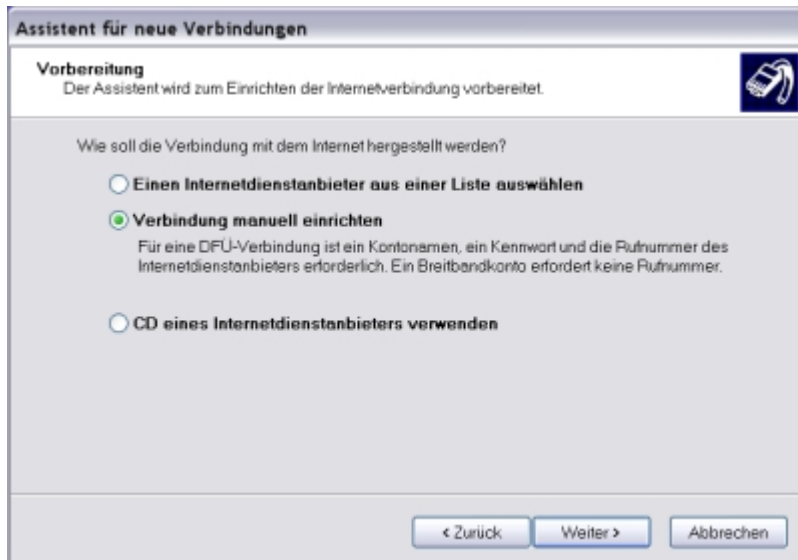 Assistent für neue Verbindungen
Vorbereitung
Der Assistent wird zum Einrichten der Internetverbindung vorbereitet.
Wie soll die Verbindung mit dem Internet hergestellt werden?
Einen Internetdienstanbieter aus einer Liste auswählen
Verbindung manuell einrichten
Für eine DFÜ-Verbindung ist ein Kontonamen, ein Kennwort und die Rufnummer des
Internetdienstanbieters erforderlich. Ein Breitbandkonto erfordert keine Rufnummer.
CD eines Internetdienstanbieters verwenden
< Zurück Weiter > Abbrechen